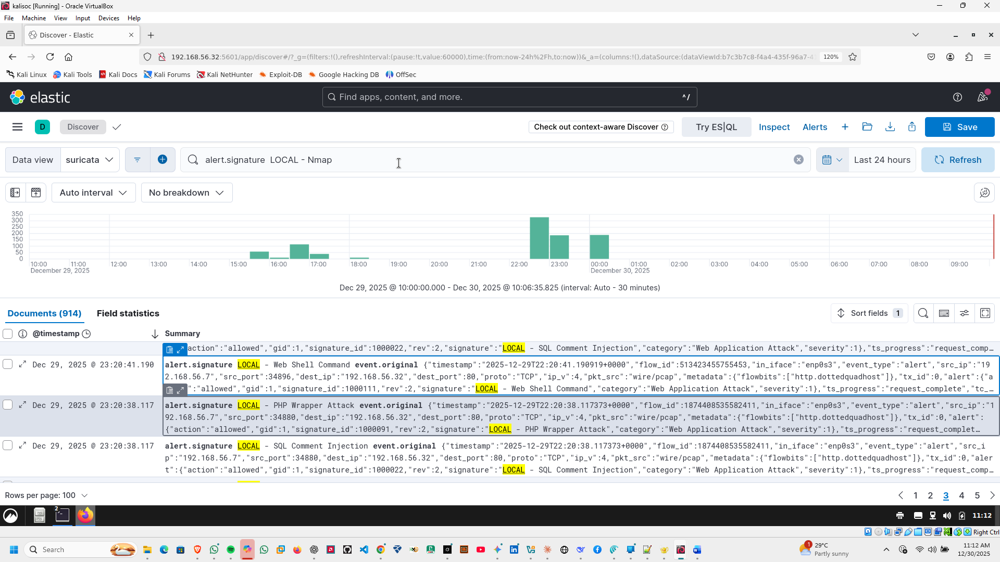 kalisoc [Running] - Oracle VirtualBox
File Machine View Input Devices Help
Discover - Elastic
192.168.56.32:5601/app/discover#/?_g=(filters:!(),refreshInterval:(pause:!t,value:60000),time:(from:now-24h%2Fh,to:now))&_a=(columns:!(),dataSource:(dataViewId:b7c3b7c8-f4a4-435f-96a7-4 120%
Kali Linux Kali Tools Kali Docs Kali Forums Kali NetHunter Exploit-DB Google Hacking DB OffSec
elastic Find apps, content, and more. ^/
D Discover Check out context-aware Discover Try ES|QL Inspect Alerts Save
Data view suricata alert.signature  LOCAL - Nmap Last 24 hours Refresh
Auto interval No breakdown
350
300
250
200
150
100
50
0
10:00 11:00 12:00 13:00 14:00 15:00 16:00 17:00 18:00 19:00 20:00 21:00 22:00 23:00 00:00 01:00 02:00 03:00 04:00 05:00 06:00 07:00 08:00 09:00
December 29, 2025 December 30, 2025
Dec 29, 2025 @ 10:00:00.000 - Dec 30, 2025 @ 10:06:35.825 (interval: Auto - 30 minutes)
Documents (914) Field statistics Sort fields 1
@timestamp Summary
action":"allowed","gid":1,"signature_id":1000022,"rev":2,"signature":"LOCAL - SQL Comment Injection","category":"Web Application Attack","severity":1},"ts_progress":"request_comp…
Dec 29, 2025 @ 23:20:41.190 alert.signature LOCAL - Web Shell Command event.original {"timestamp":"2025-12-29T22:20:41.190919+0000","flow_id":513423455755453,"in_iface":"enp0s3","event_type":"alert","src_ip":"19
2.168.56.7","src_port":34896,"dest_ip":"192.168.56.32","dest_port":80,"proto":"TCP","ip_v":4,"pkt_src":"wire/pcap","metadata":{"flowbits":["http.dottedquadhost"]},"tx_id":0,"alert":{"a
":"allowed","gid":1,"signature_id":1000111,"rev":2,"signature":"LOCAL - Web Shell Command","category":"Web Application Attack","severity":1},"ts_progress":"request_complete","tc_…
Dec 29, 2025 @ 23:20:38.117 alert.signature LOCAL - PHP Wrapper Attack event.original {"timestamp":"2025-12-29T22:20:38.117373+0000","flow_id":1874408535582411,"in_iface":"enp0s3","event_type":"alert","src_ip":"1
92.168.56.7","src_port":34880,"dest_ip":"192.168.56.32","dest_port":80,"proto":"TCP","ip_v":4,"pkt_src":"wire/pcap","metadata":{"flowbits":["http.dottedquadhost"]},"tx_id":0,"alert":
{"action":"allowed","gid":1,"signature_id":1000091,"rev":2,"signature":"LOCAL - PHP Wrapper Attack","category":"Web Application Attack","severity":1},"ts_progress":"request_complet…
Dec 29, 2025 @ 23:20:38.117 alert.signature LOCAL - SQL Comment Injection event.original {"timestamp":"2025-12-29T22:20:38.117373+0000","flow_id":1874408535582411,"in_iface":"enp0s3","event_type":"alert","src_i
p":"192.168.56.7","src_port":34880,"dest_ip":"192.168.56.32","dest_port":80,"proto":"TCP","ip_v":4,"pkt_src":"wire/pcap","metadata":{"flowbits":["http.dottedquadhost"]},"tx_id":0,"aler
t":{"action":"allowed","gid":1,"signature_id":1000022,"rev":2,"signature":"LOCAL - SQL Comment Injection","category":"Web Application Attack","severity":1},"ts_progress":"request_comp…
Rows per page: 100 1 2 3 4 5
2 11:12
Right Ctrl
Search 1 29°C 11:12 AM
Partly sunny 12/30/2025